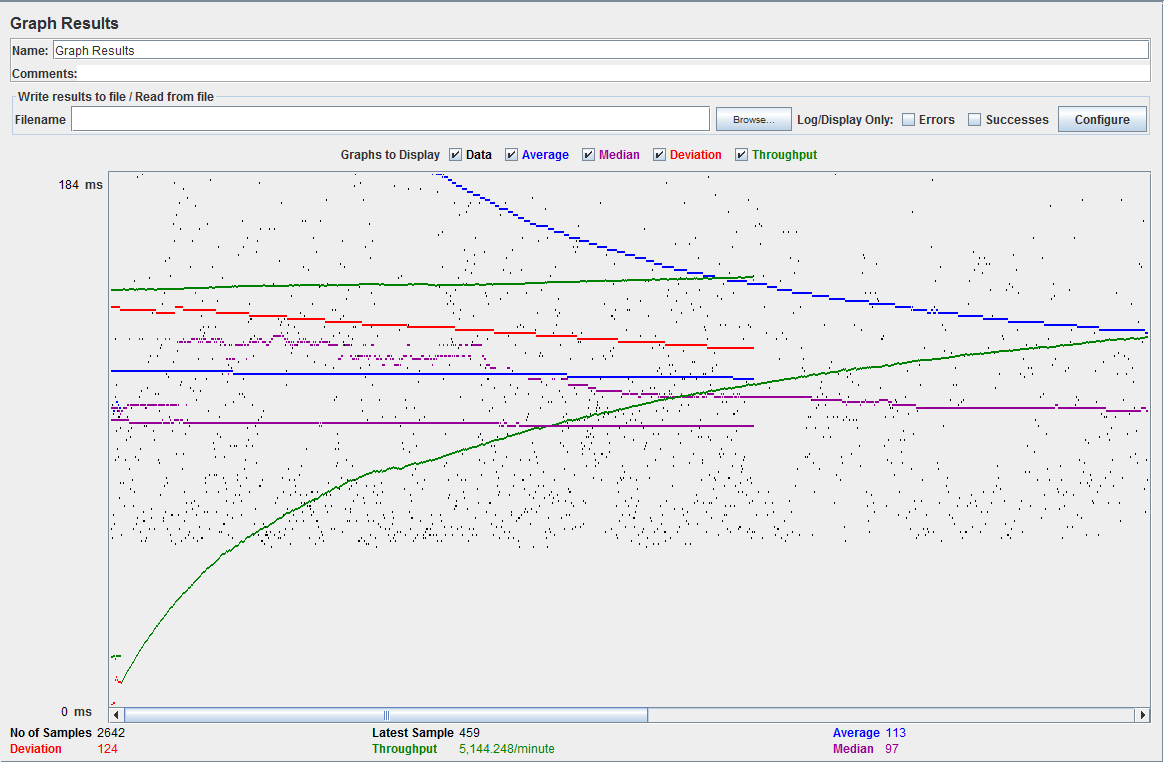 Graph Results
Name: Graph Results
Comments:
Write results to file / Read from file
Filename Browse... Log/Display Only: Errors Successes Configure
Graphs to Display Data Average Median Deviation Throughput
184 ms
0 ms
No of Samples 2642 Latest Sample 459 Average 113
Deviation 124 Throughput 5,144.248/minute Median 97